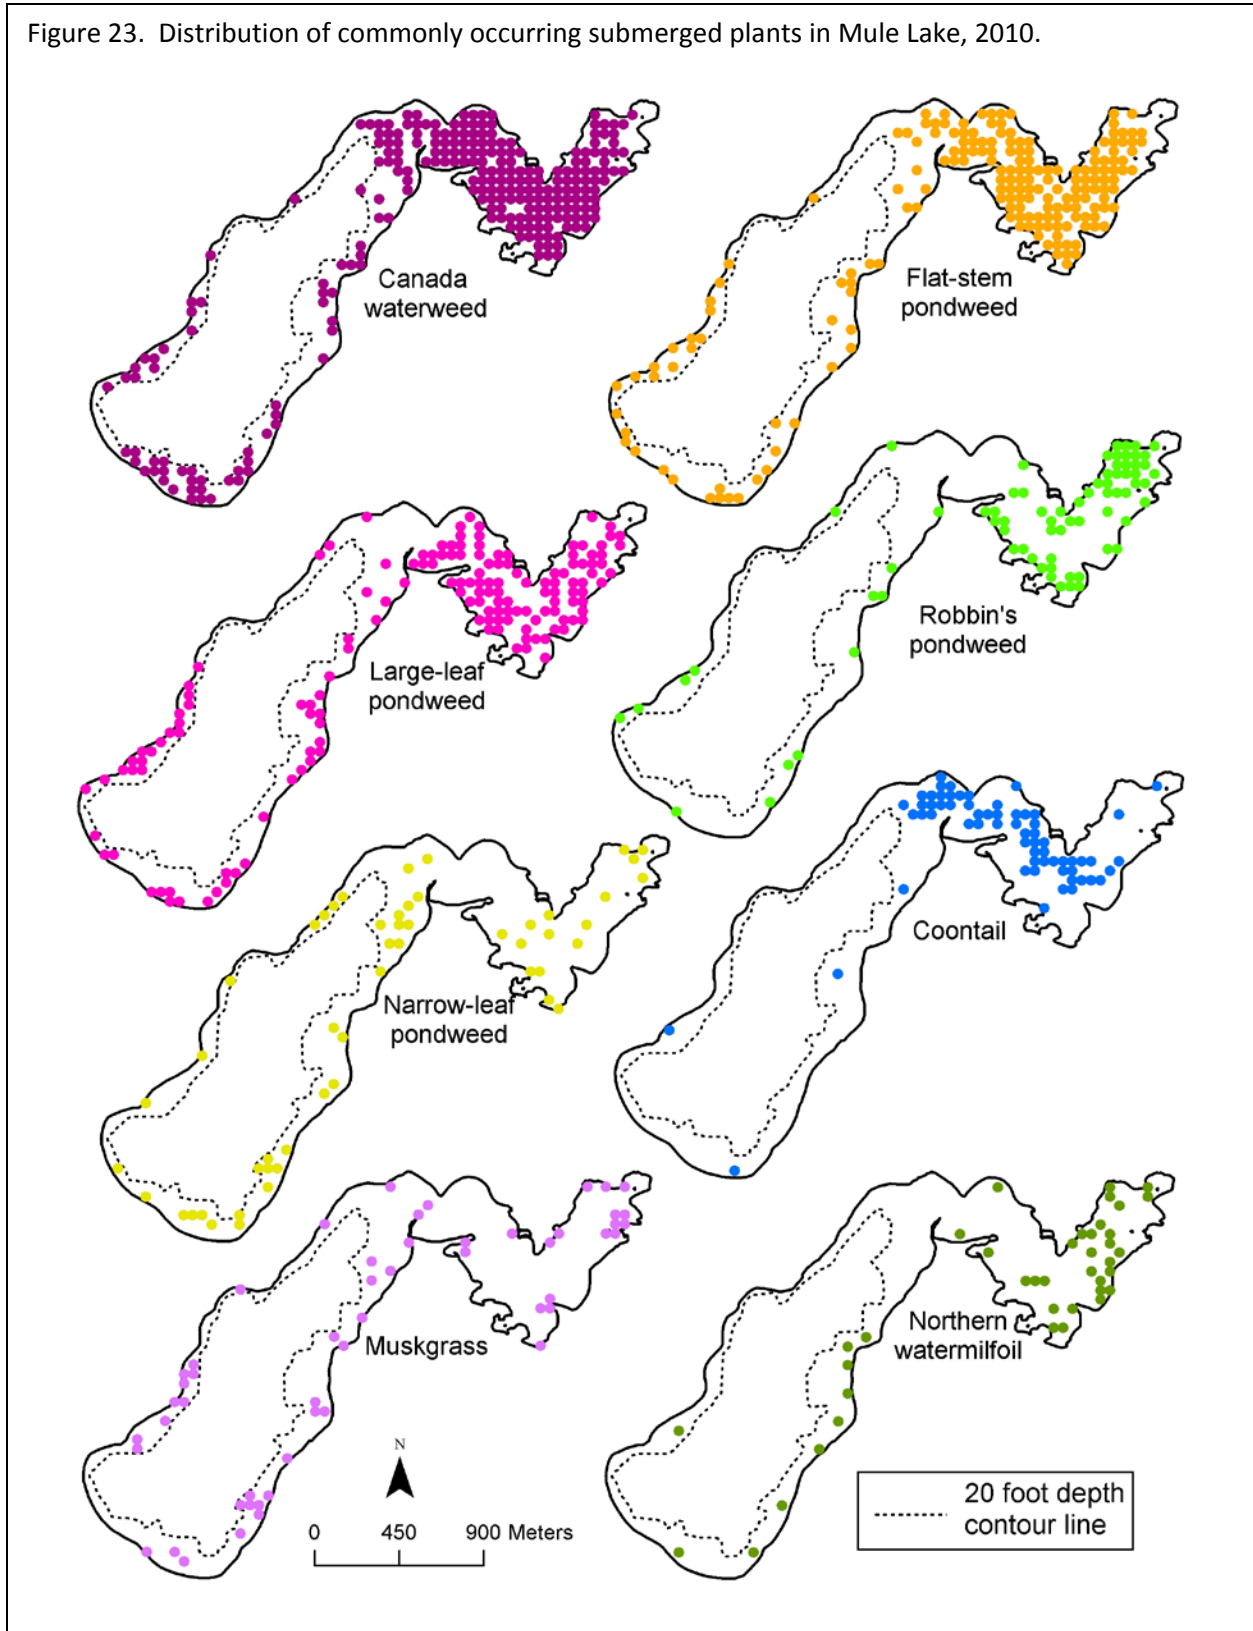 Figure 23.  Distribution of commonly occurring submerged plants in Mule Lake, 2010.
Canada
waterweed
Flat-stem
pondweed
Large-leaf
pondweed
Robbin's
pondweed
Narrow-leaf
pondweed
Coontail
Muskgrass
Northern
watermilfoil
N
0 450 900 Meters
20 foot depth
contour line